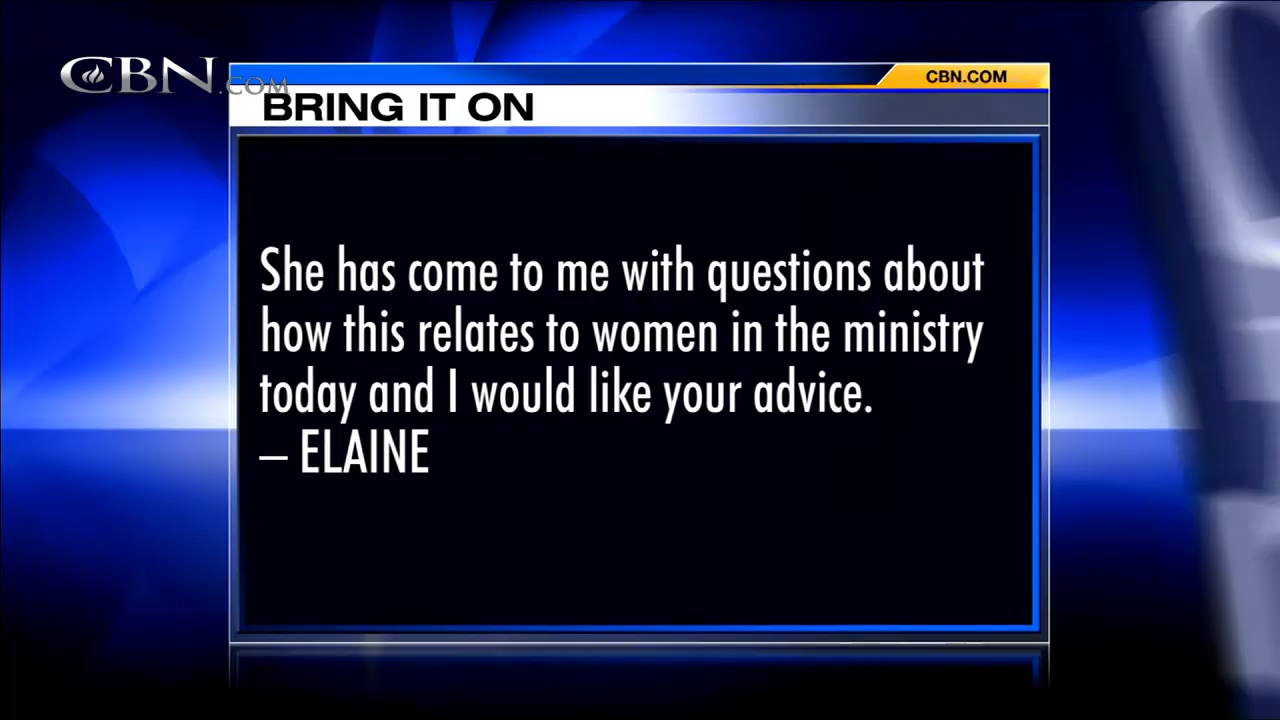 CBN.COM
CBN.COM
BRING IT ON
She has come to me with questions about
how this relates to women in the ministry
today and I would like your advice.
– ELAINE